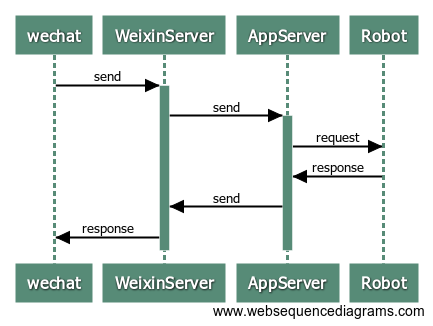 wechat WeixinServer AppServer Robot
send
send
request
response
send
response
wechat WeixinServer AppServer Robot
www.websequencediagrams.com